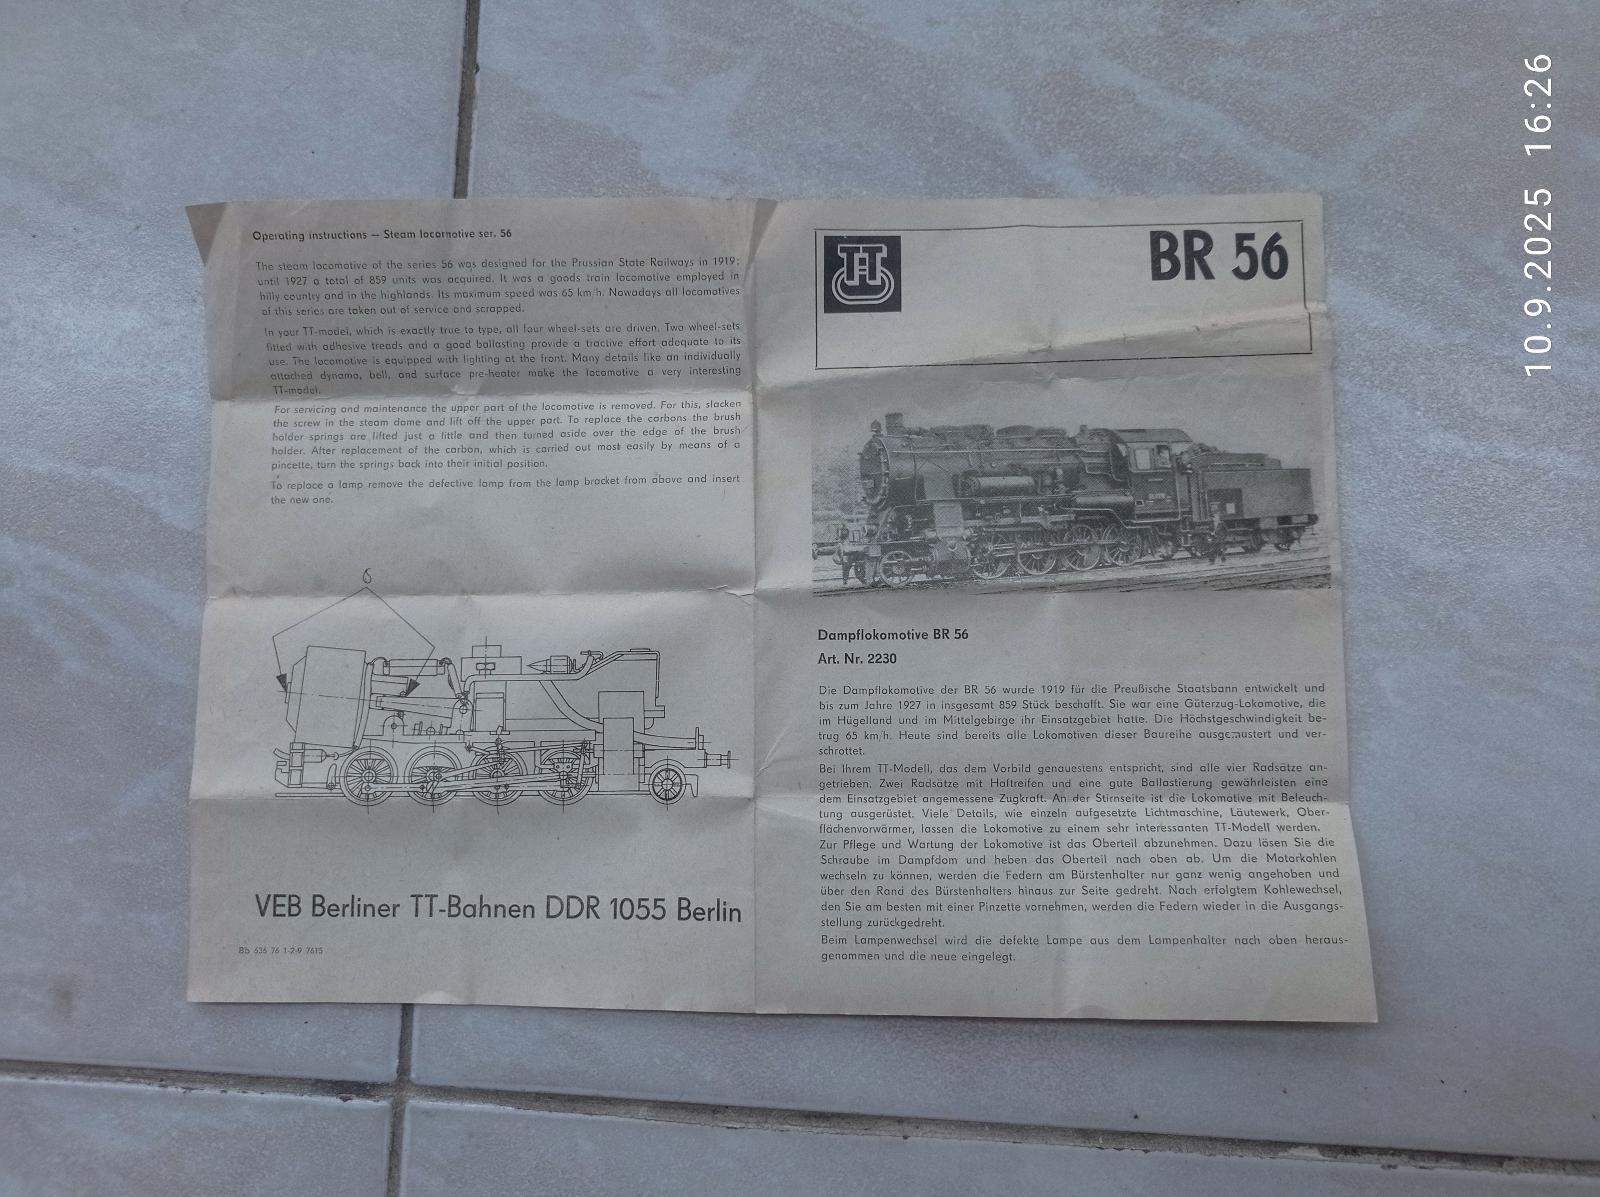 Operating instructions – Steam locomotive ser. 56
The steam locomotive of the series 56 was designed for the Prussian State Railways in 1919;
until 1927 a total of 859 units was acquired. It was a goods train locomotive employed in
hilly country and in the highlands. Its maximum speed was 65 km/h. Nowadays all locomotives
of this series are taken out of service and scrapped.
In your TT-model, which is exactly true to type, all four wheel-sets are driven. Two wheel-sets
fitted with adhesive treads and a good ballasting provide a tractive effort adequate to its
use. The locomotive is equipped with lighting at the front. Many details like an individually
attached dynamo, bell, and surface pre-heater make the locomotive a very interesting
TT-model.
For servicing and maintenance the upper part of the locomotive is removed. For this, slacken
the screw in the steam dome and lift off the upper part. To replace the carbons the brush
holder springs are lifted just a little and then turned aside over the edge of the brush
holder. After replacement of the carbon, which is carried out most easily by means of a
pincette, turn the springs back into their initial position.
To replace a lamp remove the defective lamp from the lamp bracket from above and insert
the new one.
6
VEB Berliner TT-Bahnen DDR 1055 Berlin
Bb 636 76 1-2-9 7615
TT
BR 56
Dampflokomotive BR 56
Art. Nr. 2230
Die Dampflokomotive der BR 56 wurde 1919 für die Preußische Staatsbahn entwickelt und
bis zum Jahre 1927 in insgesamt 859 Stück beschafft. Sie war eine Güterzug-Lokomotive, die
im Hügelland und im Mittelgebirge ihr Einsatzgebiet hatte. Die Höchstgeschwindigkeit be-
trug 65 km/h. Heute sind bereits alle Lokomotiven dieser Baureihe ausgemustert und ver-
schrottet.
Bei Ihrem TT-Modell, das dem Vorbild genauestens entspricht, sind alle vier Radsätze an-
getrieben. Zwei Radsätze mit Haftreifen und eine gute Ballastierung gewährleisten eine
dem Einsatzgebiet angemessene Zugkraft. An der Stirnseite ist die Lokomotive mit Beleuch-
tung ausgerüstet. Viele Details, wie einzeln aufgesetzte Lichtmaschine, Läutewerk, Ober-
flächenvorwärmer, lassen die Lokomotive zu einem sehr interessanten TT-Modell werden.
Zur Pflege und Wartung der Lokomotive ist das Oberteil abzunehmen. Dazu lösen Sie die
Schraube im Dampfdom und heben das Oberteil nach oben ab. Um die Motorkohlen
wechseln zu können, werden die Federn am Bürstenhalter nur ganz wenig angehoben und
über den Rand des Bürstenhalters hinaus zur Seite gedreht. Nach erfolgtem Kohlewechsel,
den Sie am besten mit einer Pinzette vornehmen, werden die Federn wieder in die Ausgangs-
stellung zurückgedreht.
Beim Lampenwechsel wird die defekte Lampe aus dem Lampenhalter nach oben heraus-
genommen und die neue eingelegt.
10.9.2025 16:26